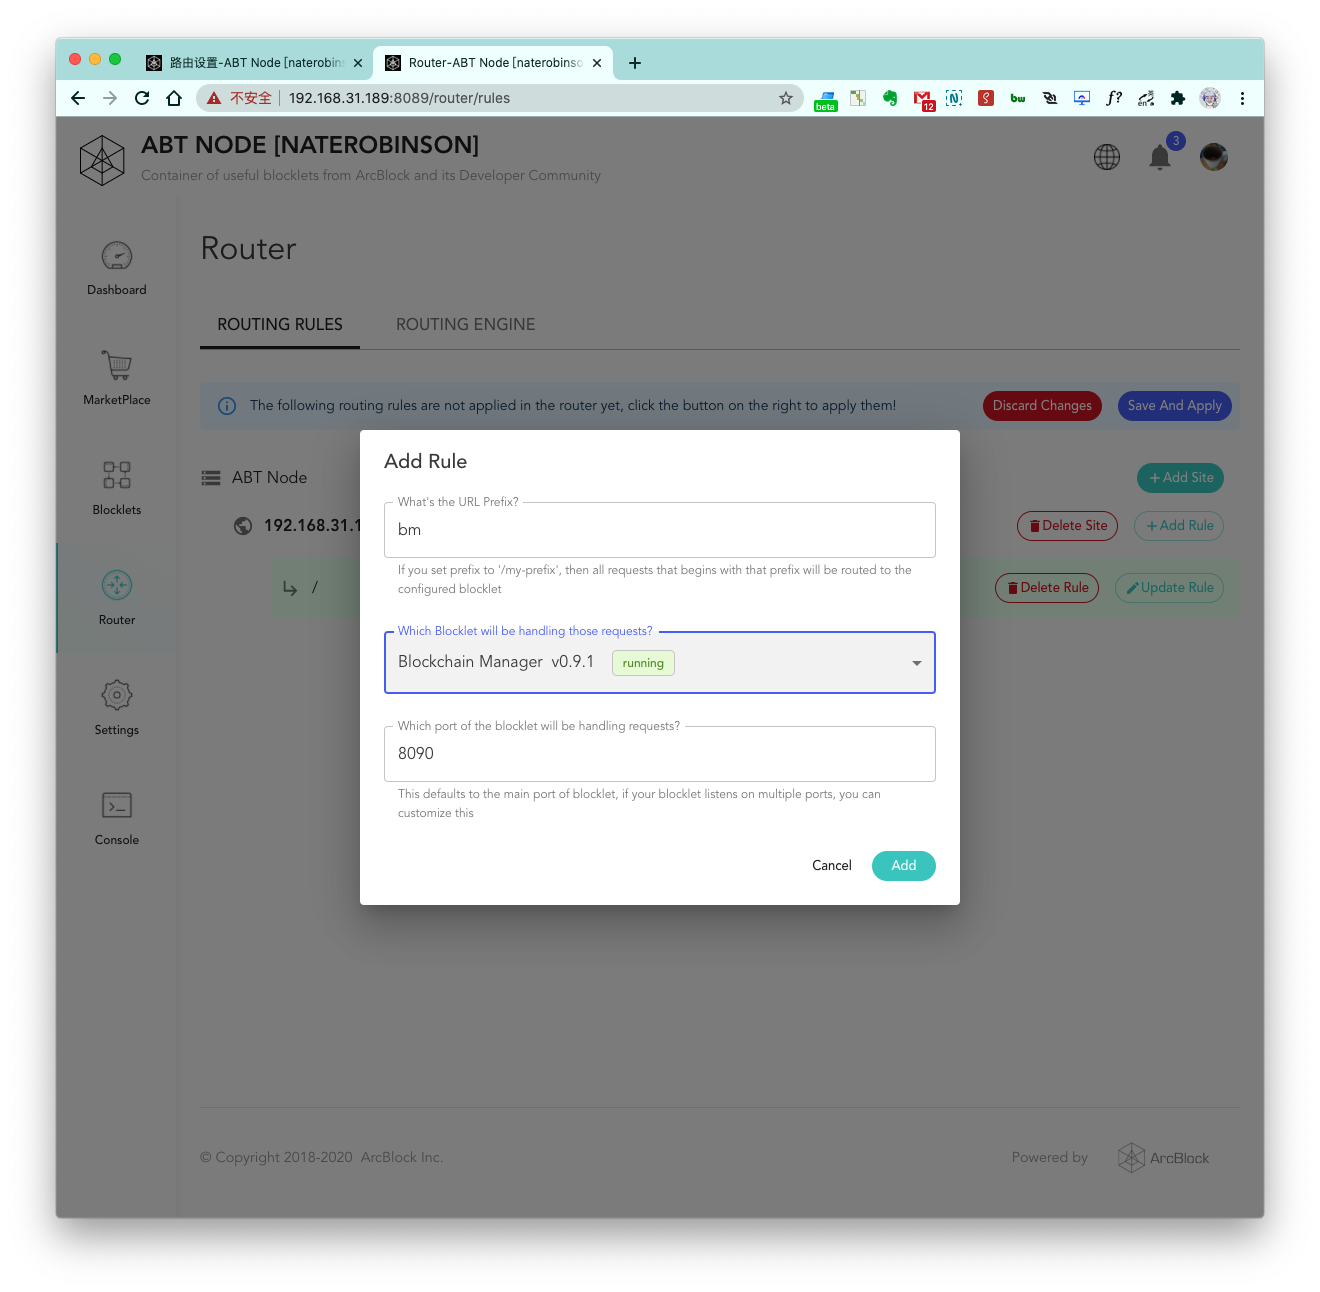 路由设置-ABT Node [naterobins
Router-ABT Node [naterobinso
不安全
192.168.31.189:8089/router/rules
beta
12
bw
f?
en
ABT NODE [NATEROBINSON]
Container of useful blocklets from ArcBlock and its Developer Community
3
Dashboard
MarketPlace
Blocklets
Router
Settings
Console
Router
ROUTING RULES
ROUTING ENGINE
The following routing rules are not applied in the router yet, click the button on the right to apply them!
Discard Changes
Save And Apply
ABT Node
+ Add Site
192.168.31.1
Delete Site
+ Add Rule
/
Delete Rule
Update Rule
Add Rule
What's the URL Prefix?
bm
If you set prefix to '/my-prefix', then all requests that begins with that prefix will be routed to the
configured blocklet
Which Blocklet will be handling those requests?
Blockchain Manager v0.9.1 running
Which port of the blocklet will be handling requests?
8090
This defaults to the main port of blocklet, if your blocklet listens on multiple ports, you can
customize this
Cancel
Add
© Copyright 2018-2020 ArcBlock Inc.
Powered by
ArcBlock